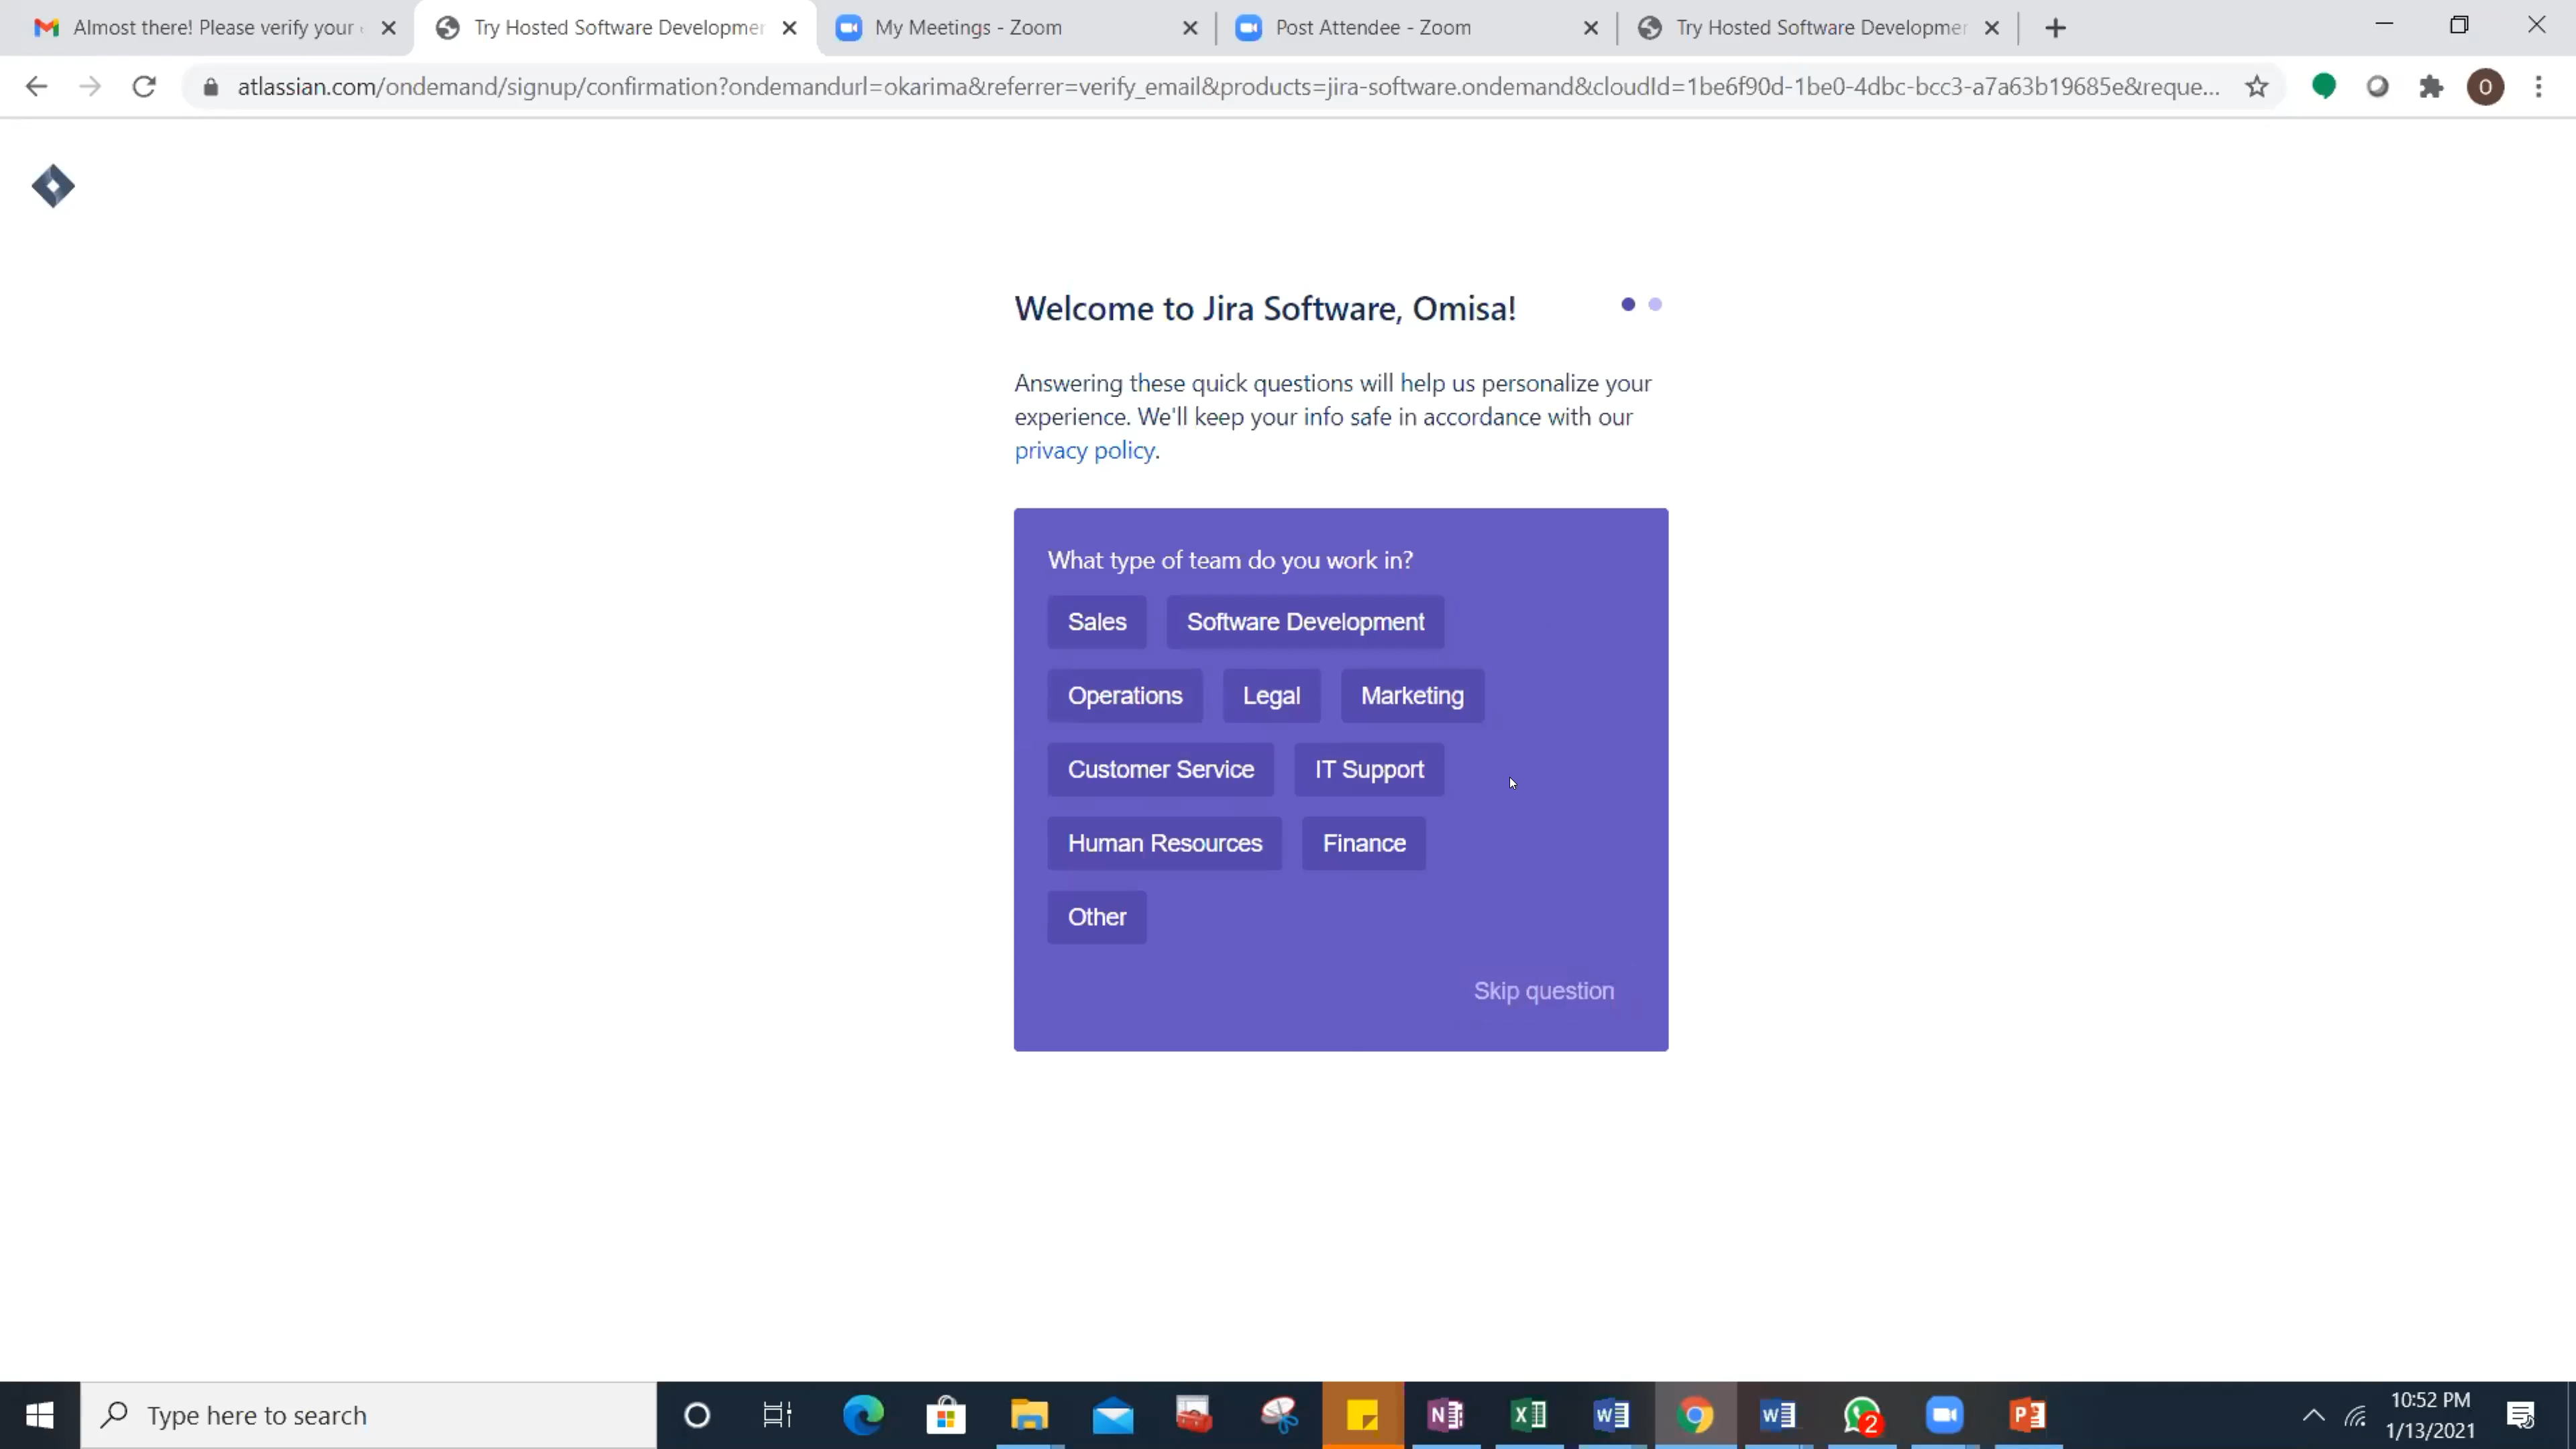 Almost there! Please verify your
Try Hosted Software Developmer
My Meetings - Zoom
Post Attendee - Zoom
Try Hosted Software Developmer
atlassian.com/ondemand/signup/confirmation?ondemandurl=okarima&referrer=verify_email&products=jira-software.ondemand&cloudId=1be6f90d-1be0-4dbc-bcc3-a7a63b19685e&reque...
O
Welcome to Jira Software, Omisa!
Answering these quick questions will help us personalize your
experience. We'll keep your info safe in accordance with our
privacy policy.
What type of team do you work in?
Sales Software Development
Operations Legal Marketing
Customer Service IT Support
Human Resources Finance
Other
Skip question
Type here to search
2
10:52 PM
1/13/2021